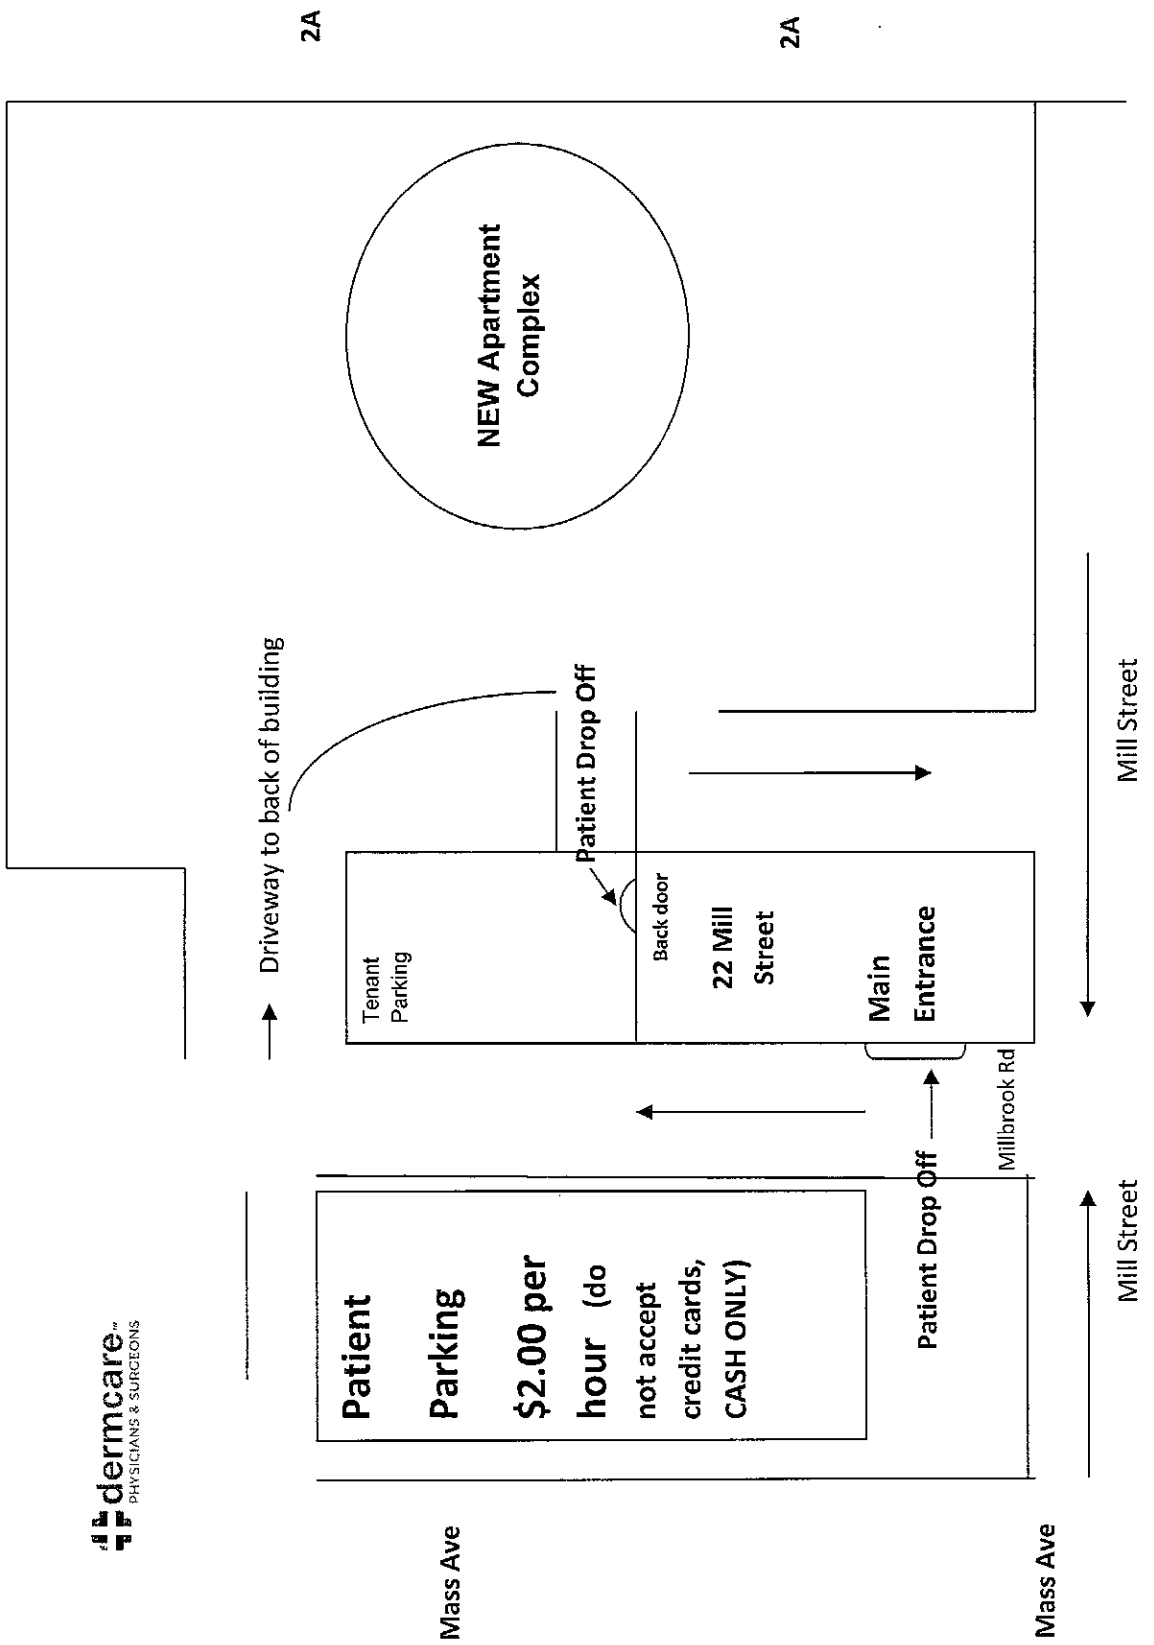 dermcare™
PHYSICIANS & SURGEONS
Driveway to back of building
2A
Mass Ave
Patient
Parking
$2.00 per
hour (do
not accept
credit cards,
CASH ONLY)
Tenant
Parking
Patient Drop Off
NEW Apartment
Complex
Back door
22 Mill
Street
Main
Entrance
2A
Patient Drop Off
Millbrook Rd
Mass Ave
Mill Street
Mill Street